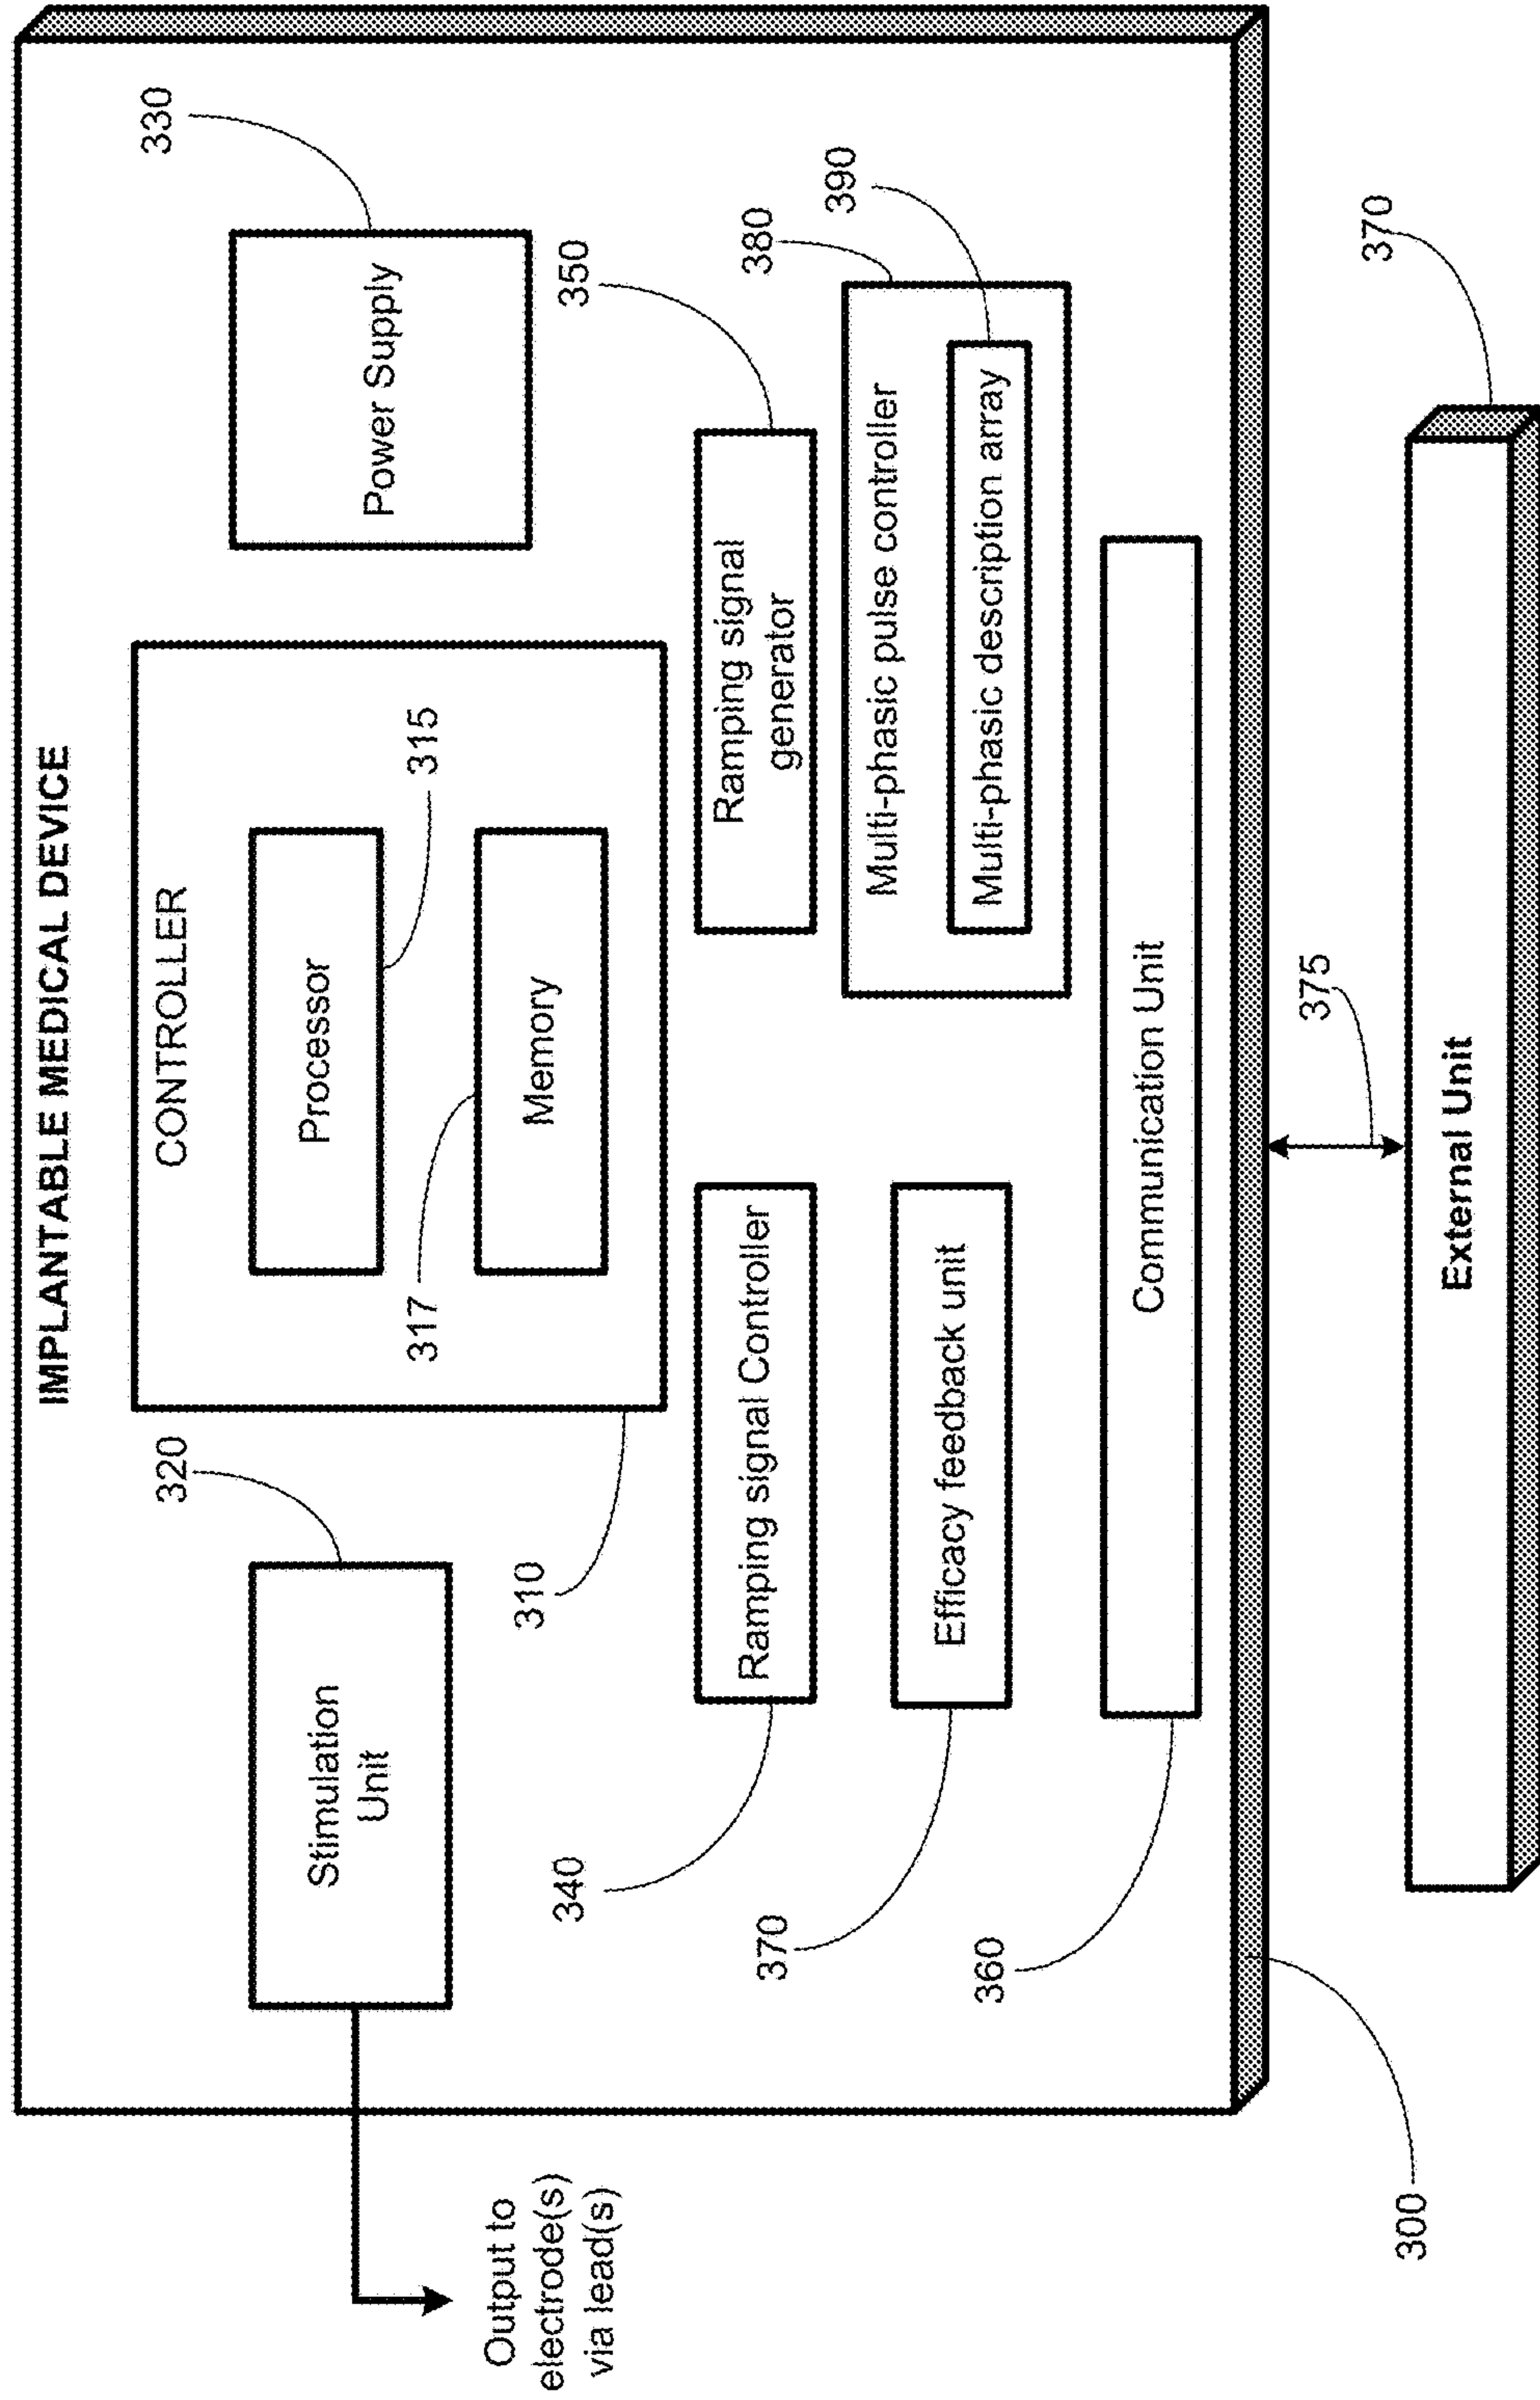 IMPLANTABLE MEDICAL DEVICE
320
Stimulation
Unit
Output to
electrode(s)
via lead(s)
CONTROLLER
Processor
315
317
Memory
310
330
Power Supply
340
Ramping signal Controller
350
Ramping signal
generator
370
Efficacy feedback unit
380
Multi-phasic pulse controller
390
Multi-phasic description array
360
Communication Unit
300
375
370
External Unit